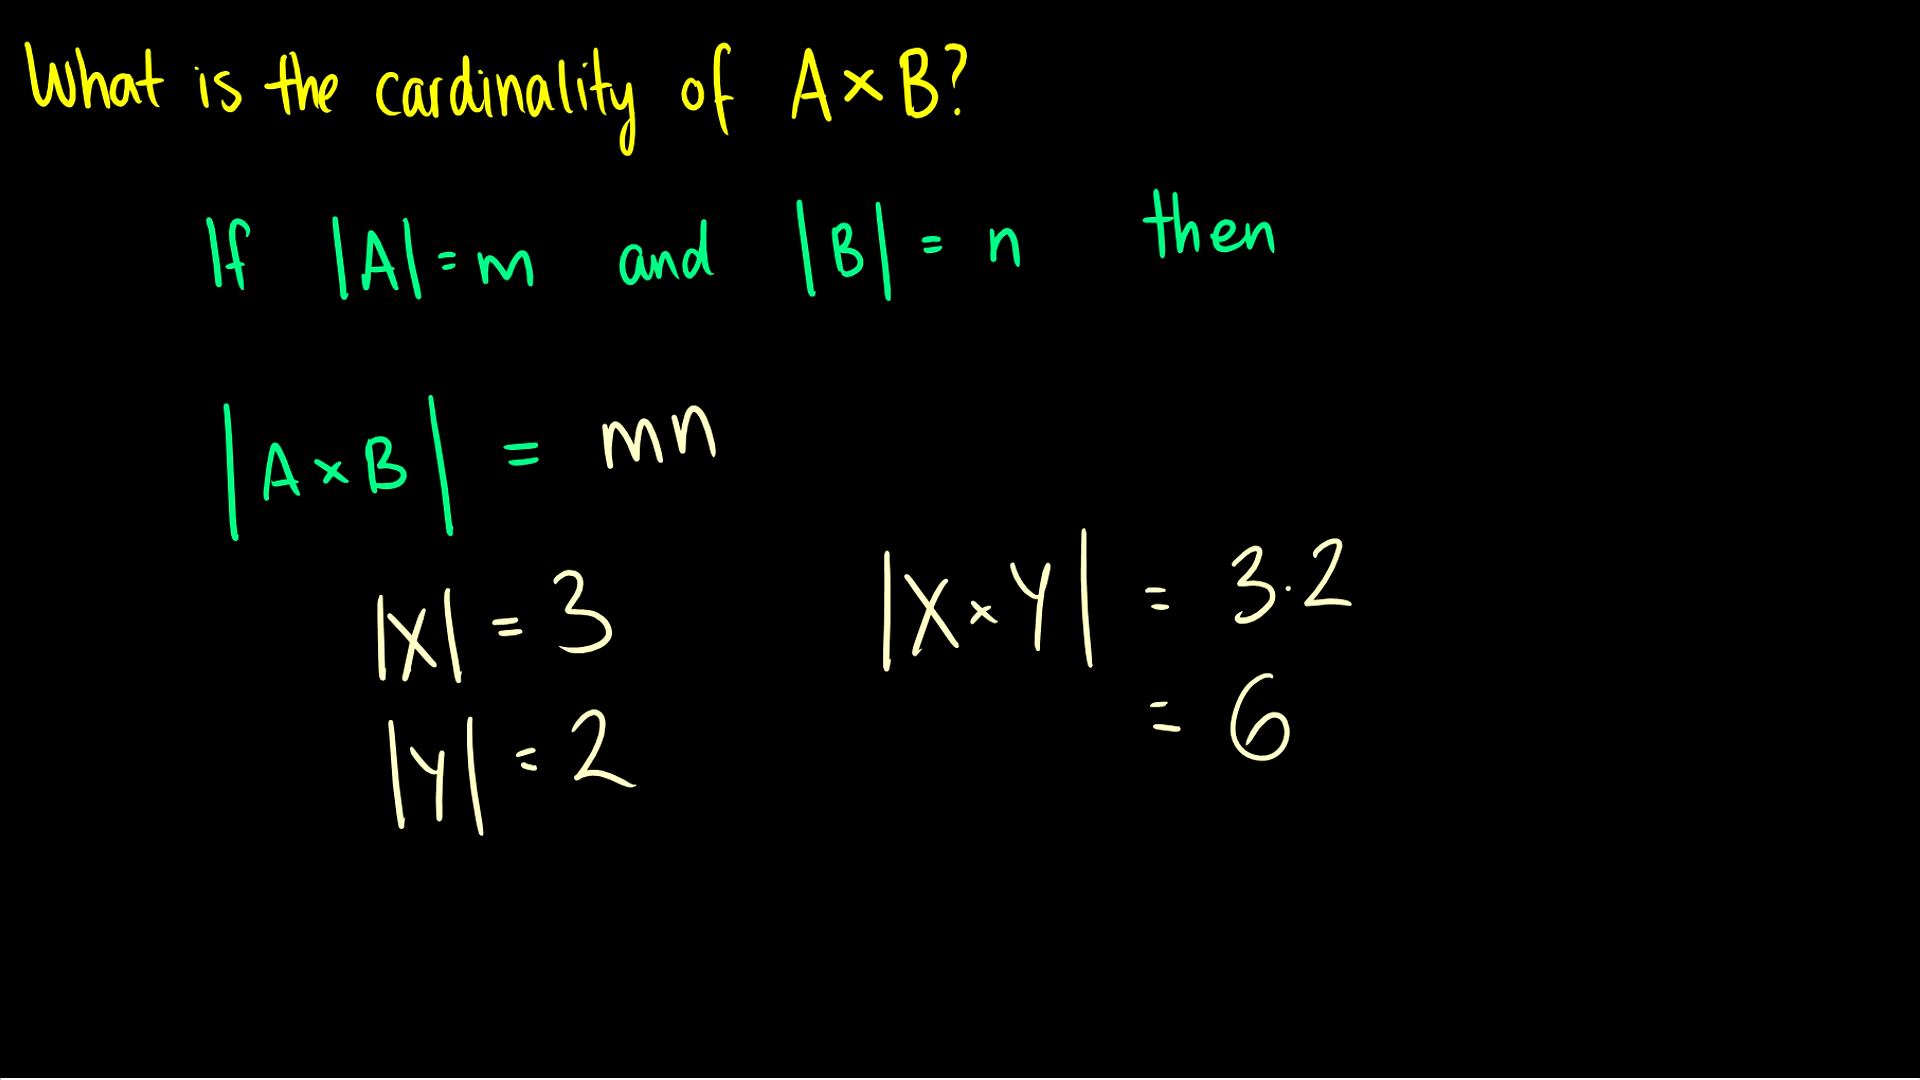 What is the cardinality of A×B?
If |A|=m and |B| = n then
|A×B| = mn
|X| = 3
|Y| = 2
|X×Y| = 3·2
= 6